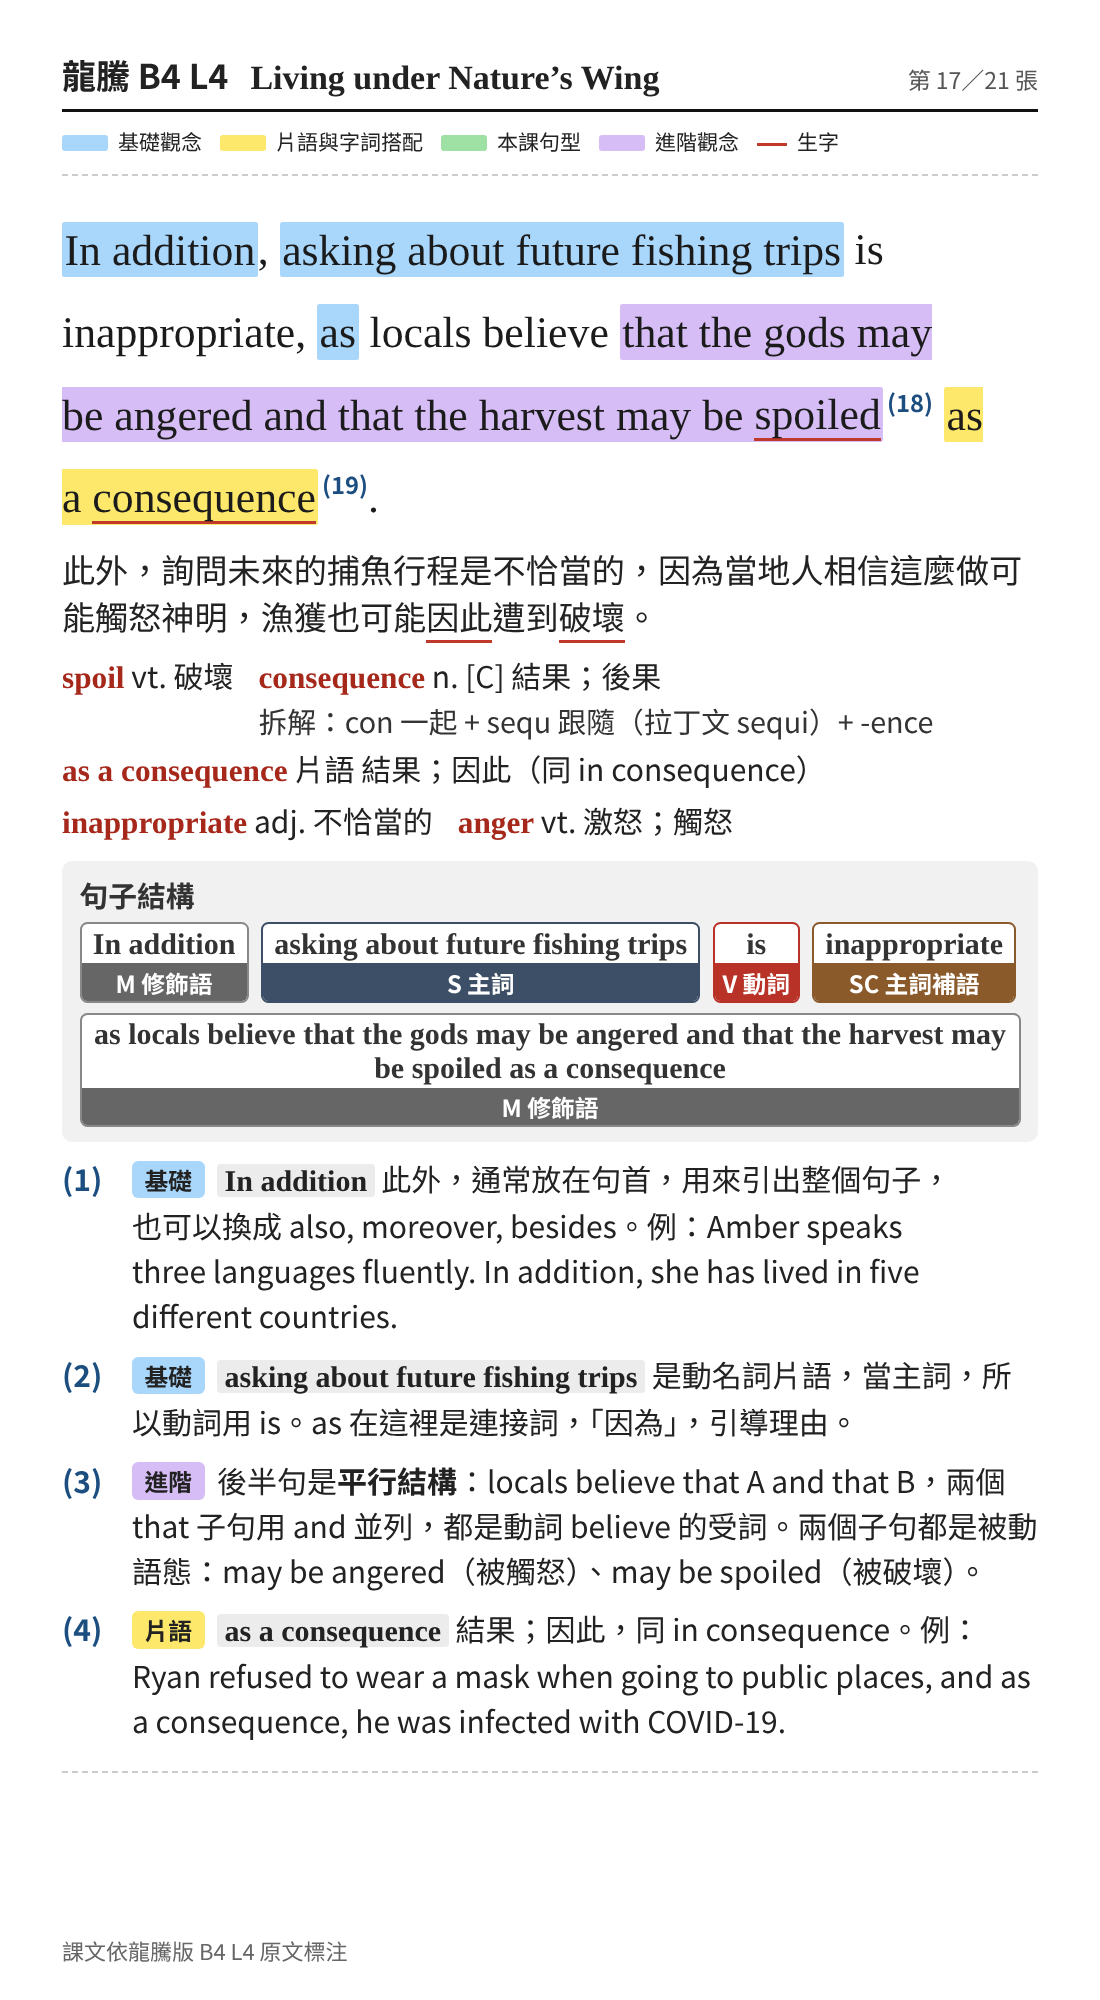 龍騰 B4 L4 Living under Nature’s Wing 第 17／21 張
基礎觀念 片語與字詞搭配 本課句型 進階觀念 生字
In addition, asking about future fishing trips is
inappropriate, as locals believe that the gods may
be angered and that the harvest may be spoiled(18) as
a consequence(19).
此外，詢問未來的捕魚行程是不恰當的，因為當地人相信這麼做可
能觸怒神明，漁獲也可能因此遭到破壞。
spoil vt. 破壞 consequence n. [C] 結果；後果
拆解：con 一起 + sequ 跟隨（拉丁文 sequi）+ -ence
as a consequence 片語 結果；因此（同 in consequence）
inappropriate adj. 不恰當的 anger vt. 激怒；觸怒
句子結構
In addition asking about future fishing trips is inappropriate
M 修飾語 S 主詞 V 動詞 SC 主詞補語
as locals believe that the gods may be angered and that the harvest may
be spoiled as a consequence
M 修飾語
(1) 基礎 In addition 此外，通常放在句首，用來引出整個句子，
也可以換成 also, moreover, besides。例：Amber speaks
three languages fluently. In addition, she has lived in five
different countries.
(2) 基礎 asking about future fishing trips 是動名詞片語，當主詞，所
以動詞用 is。as 在這裡是連接詞，「因為」，引導理由。
(3) 進階 後半句是平行結構：locals believe that A and that B，兩個
that 子句用 and 並列，都是動詞 believe 的受詞。兩個子句都是被動
語態：may be angered（被觸怒）、may be spoiled（被破壞）。
(4) 片語 as a consequence 結果；因此，同 in consequence。例：
Ryan refused to wear a mask when going to public places, and as
a consequence, he was infected with COVID-19.
課文依龍騰版 B4 L4 原文標注